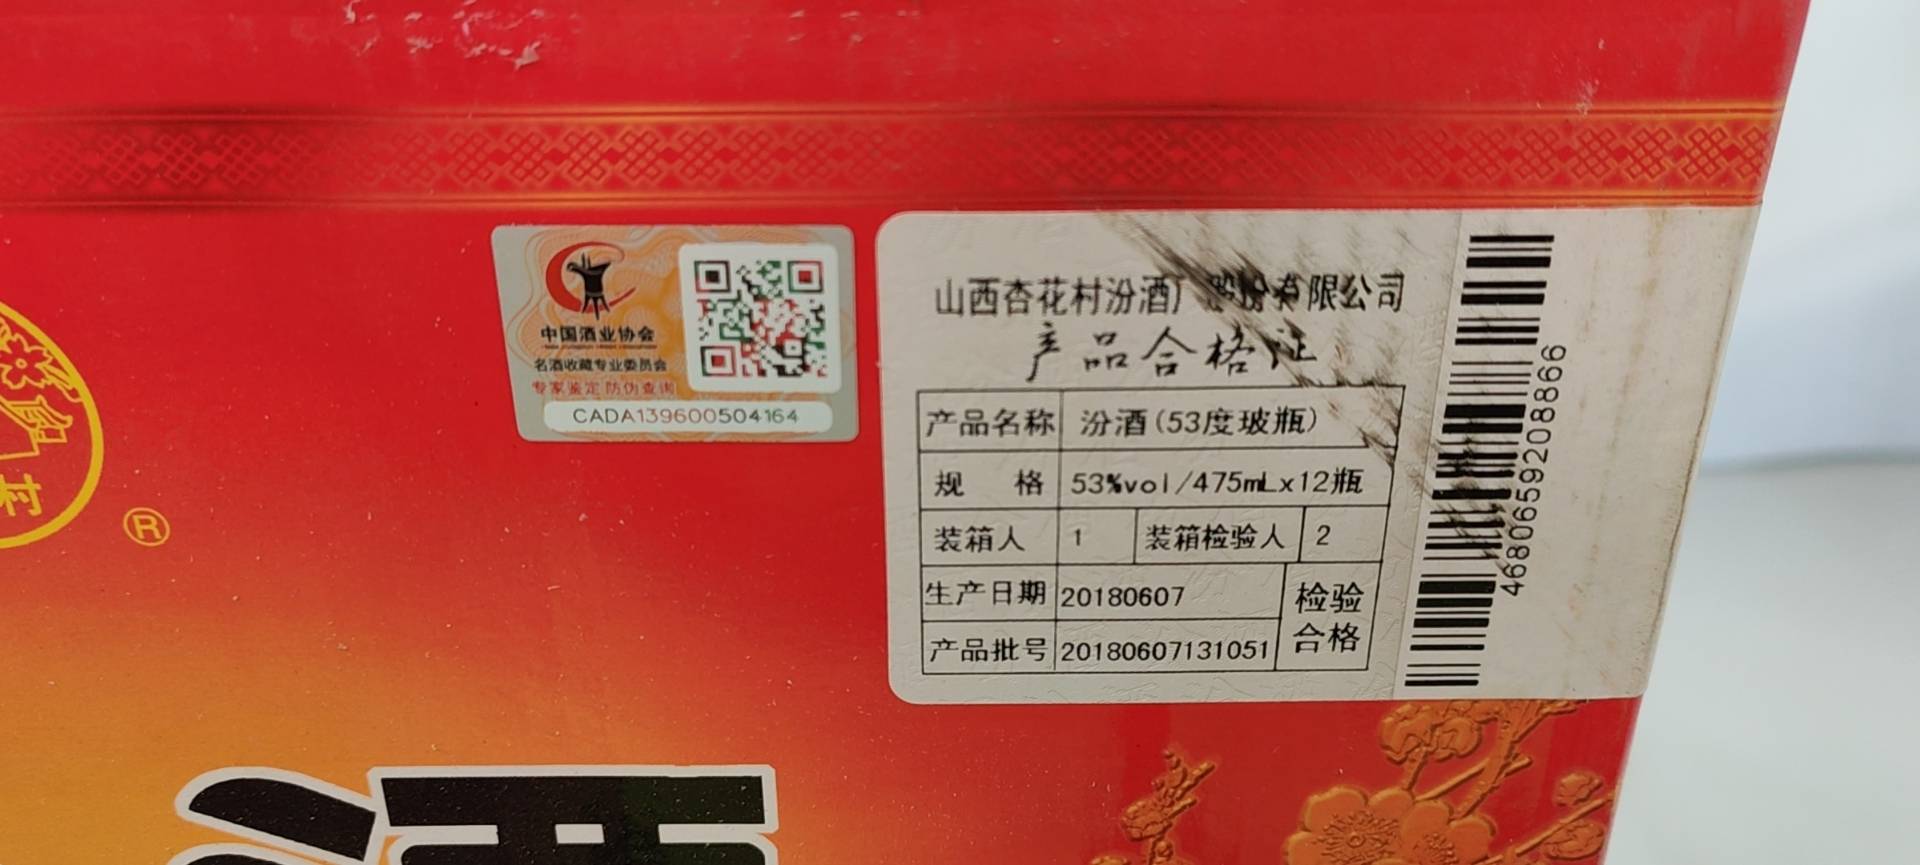 中国酒业协会
名酒收藏专业委员会
专家鉴定 防伪查询
CADA139600504164
山西杏花村汾酒厂股份有限公司
产品合格证
产品名称 汾酒(53度玻瓶)
规 格 53%vol/475mLx12瓶
装箱人 1 装箱检验人 2
生产日期 20180607
检验
合格
产品批号 20180607131051
4680659208866
村
®
酒